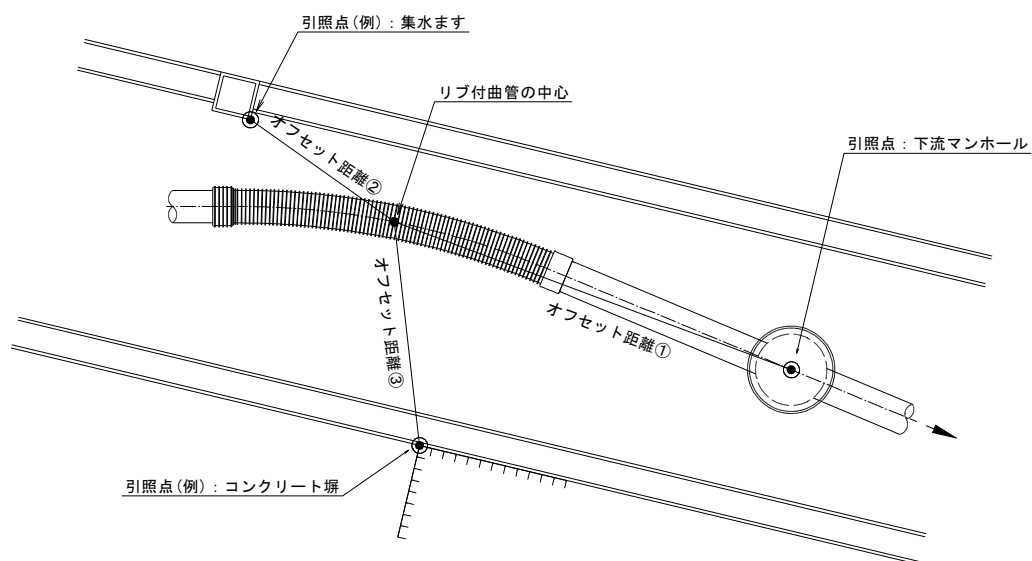 引照点(例)：集水ます
リブ付曲管の中心
引照点：下流マンホール
オフセット距離②
オフセット距離③
オフセット距離①
引照点(例)：コンクリート塀